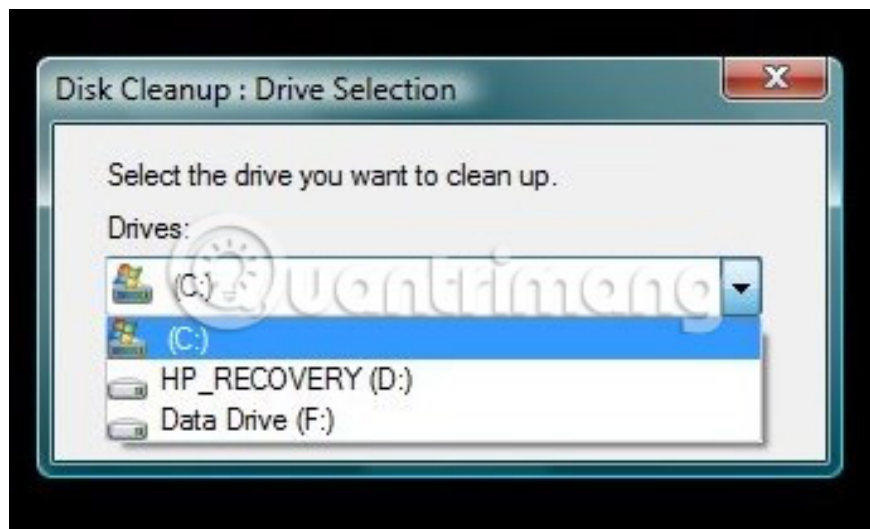 Disk Cleanup : Drive Selection
X
Select the drive you want to clean up.
Drives:
(C:)
Quantrimang
(C:)
HP_RECOVERY (D:)
Data Drive (F:)